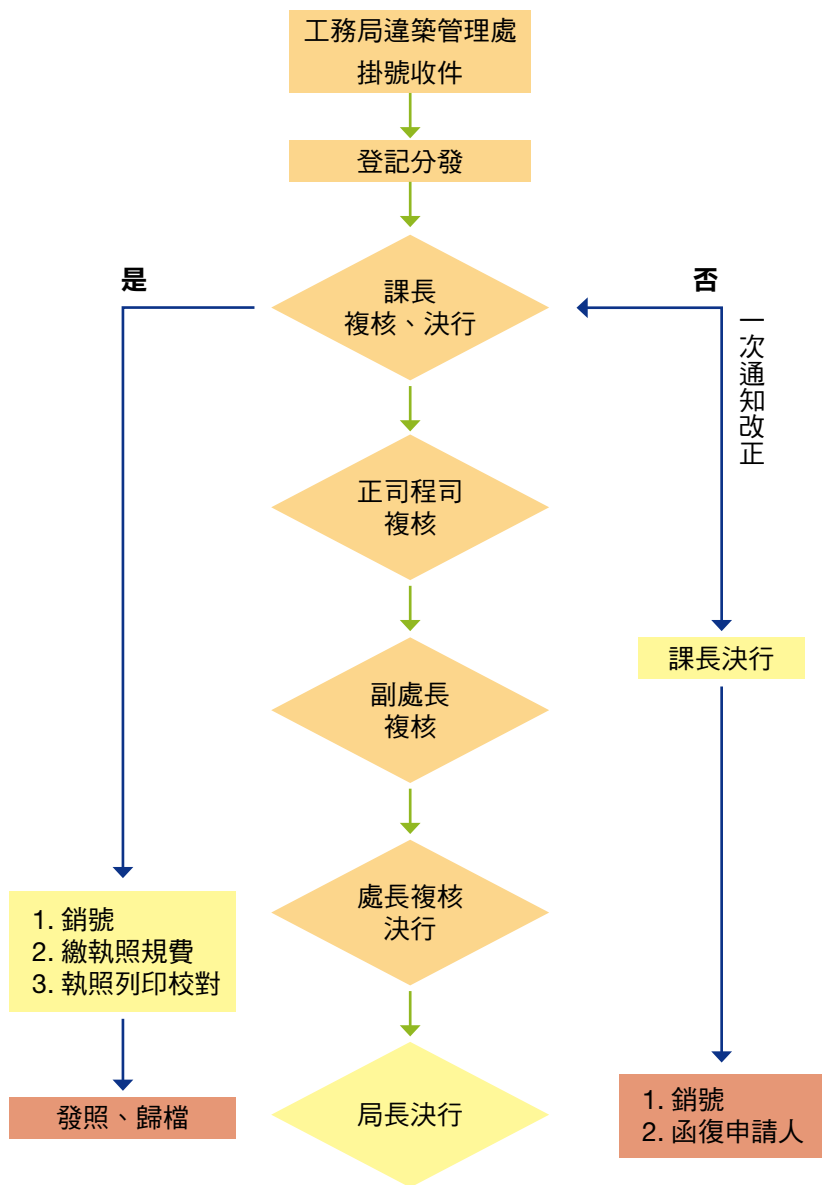 工務局違築管理處
掛號收件
登記分發
是
否
課長
複核、決行
一次通知改正
正司程司
複核
課長決行
副處長
複核
處長複核
決行
1. 銷號
2. 繳執照規費
3. 執照列印校對
發照、歸檔
局長決行
1. 銷號
2. 函復申請人